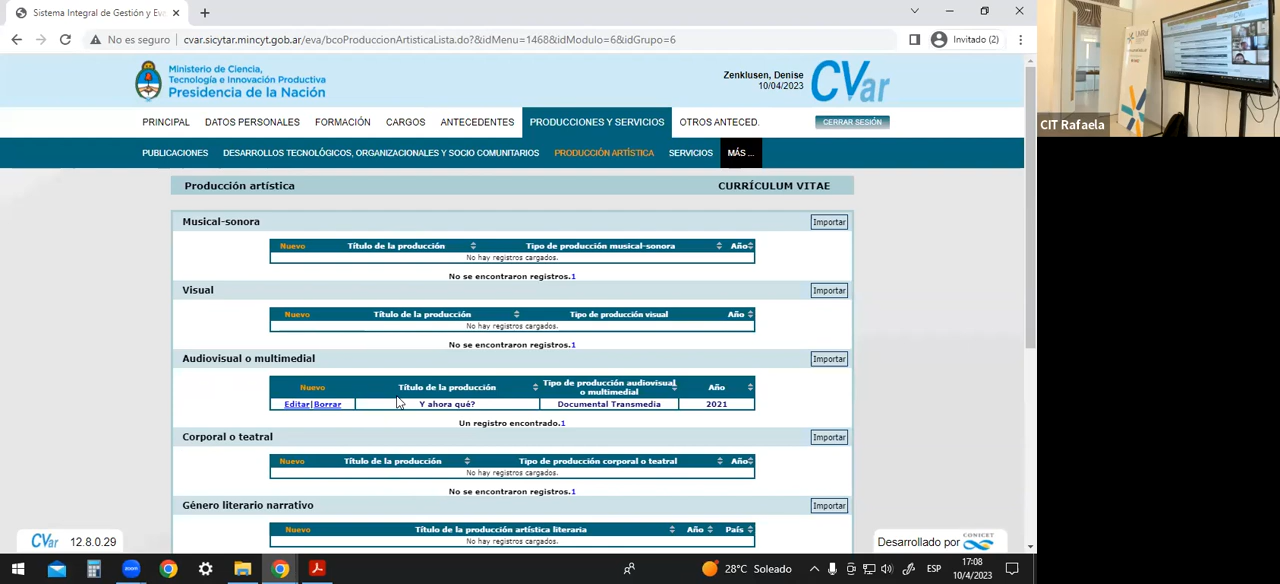 Sistema Integral de Gestión y Eva
No es seguro
cvar.sicytar.mincyt.gob.ar/eva/bcoProduccionArtisticaLista.do?&idMenu=1468&idModulo=6&idGrupo=6
Invitado (2)
Ministerio de Ciencia,
Tecnología e Innovación Productiva
Presidencia de la Nación
Zenklusen, Denise
10/04/2023
CVar
PRINCIPAL DATOS PERSONALES FORMACIÓN CARGOS ANTECEDENTES PRODUCCIONES Y SERVICIOS OTROS ANTECED. CERRAR SESIÓN
PUBLICACIONES DESARROLLOS TECNOLÓGICOS, ORGANIZACIONALES Y SOCIO COMUNITARIOS PRODUCCIÓN ARTÍSTICA SERVICIOS MÁS ...
Producción artística CURRÍCULUM VITAE
Musical-sonora Importar
Nuevo Título de la producción Tipo de producción musical-sonora Año
No hay registros cargados.
No se encontraron registros.1
Visual Importar
Nuevo Título de la producción Tipo de producción visual Año
No hay registros cargados.
No se encontraron registros.1
Audiovisual o multimedial Importar
Nuevo Título de la producción Tipo de producción audiovisual o multimedial Año
Editar|Borrar Y ahora qué? Documental Transmedia 2021
Un registro encontrado.1
Corporal o teatral Importar
Nuevo Título de la producción Tipo de producción corporal o teatral Año
No hay registros cargados.
No se encontraron registros.1
Género literario narrativo Importar
Nuevo Título de la producción artística literaria Año País
No hay registros cargados.
CVar 12.8.0.29
Desarrollado por CONICET
28°C Soleado
ESP
17:08
10/4/2023
CIT Rafaela